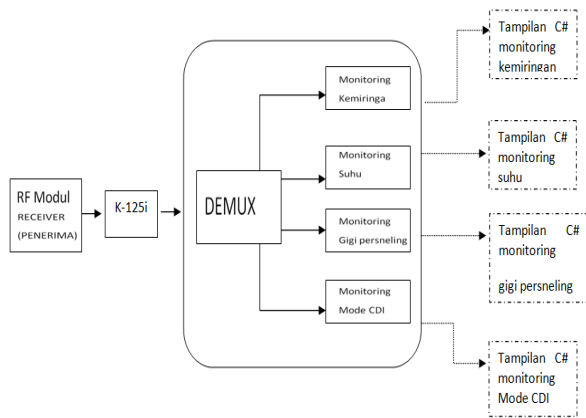 RF Modul
RECEIVER
(PENERIMA)
K-125i
DEMUX
Monitoring
Kemiringa
Monitoring
Suhu
Monitoring
Gigi persneling
Monitoring
Mode CDI
Tampilan C#
monitoring
kemiringan
Tampilan C#
monitoring
suhu
Tampilan C#
monitoring
gigi persneling
Tampilan C#
monitoring
Mode CDI